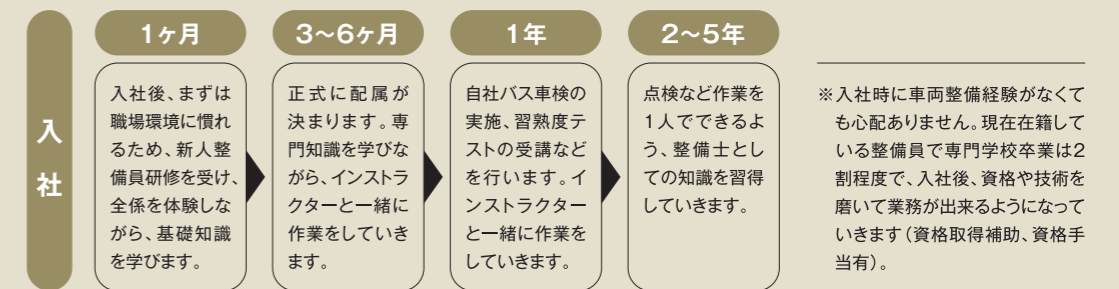 入社
1ヶ月
入社後、まずは
職場環境に慣れ
るため、新人整
備員研修を受け、
全係を体験しな
がら、基礎知識
を学びます。
3〜6ヶ月
正式に配属が
決まります。専
門知識を学びな
がら、インストラ
クターと一緒に
作業をしていき
ます。
1年
自社バス車検の
実施、習熟度テ
ストの受講など
を行います。イ
ンストラクター
と一緒に作業を
していきます。
2〜5年
点検など作業を
1人でできるよ
う、整備士とし
ての知識を習得
していきます。
※入社時に車両整備経験がなくて
も心配ありません。現在在籍して
いる整備員で専門学校卒業は2
割程度で、入社後、資格や技術を
磨いて業務が出来るようになって
いきます（資格取得補助、資格手
当有）。